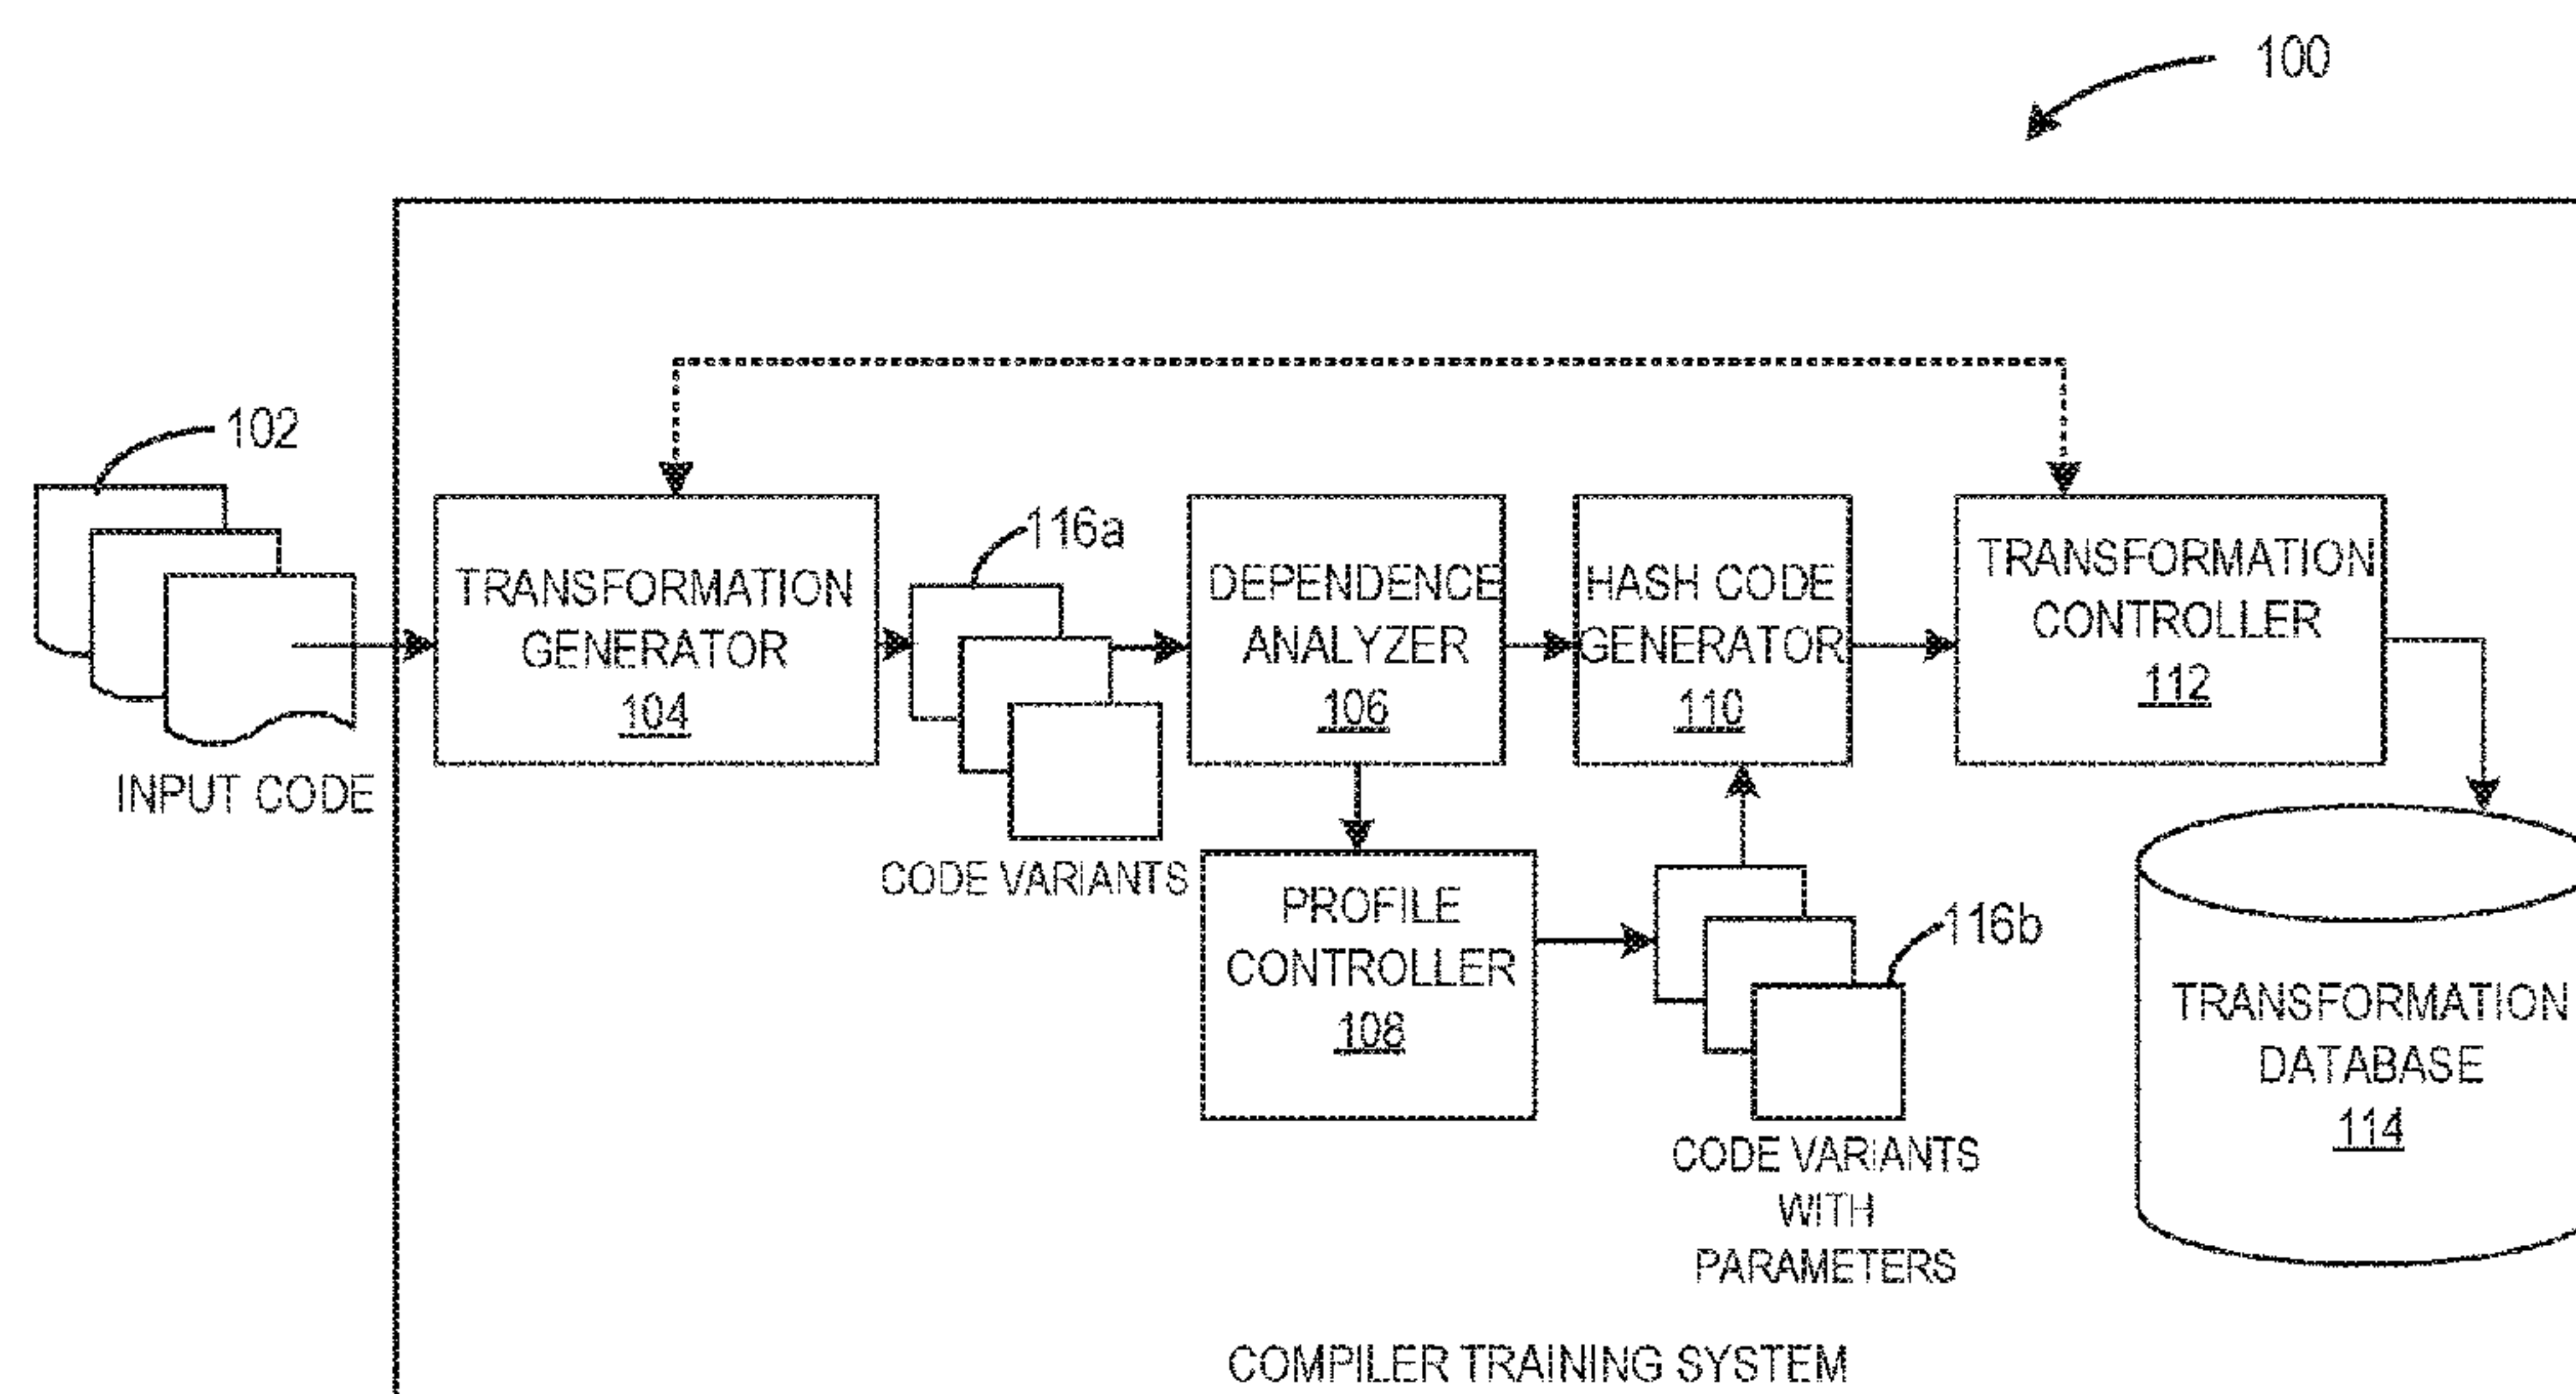 100
102
INPUT CODE
TRANSFORMATION
GENERATOR
104
116a
CODE VARIANTS
DEPENDENCE
ANALYZER
106
HASH CODE
GENERATOR
110
TRANSFORMATION
CONTROLLER
112
PROFILE
CONTROLLER
108
116b
CODE VARIANTS
WITH
PARAMETERS
TRANSFORMATION
DATABASE
114
COMPILER TRAINING SYSTEM